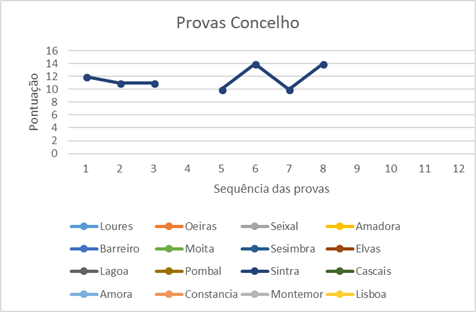 Provas Concelho
16
14
12
10
8
6
4
2
0
Pontuação
1 2 3 4 5 6 7 8 9 10 11 12
Sequência das provas
Loures Oeiras Seixal Amadora
Barreiro Moita Sesimbra Elvas
Lagoa Pombal Sintra Cascais
Amora Constancia Montemor Lisboa